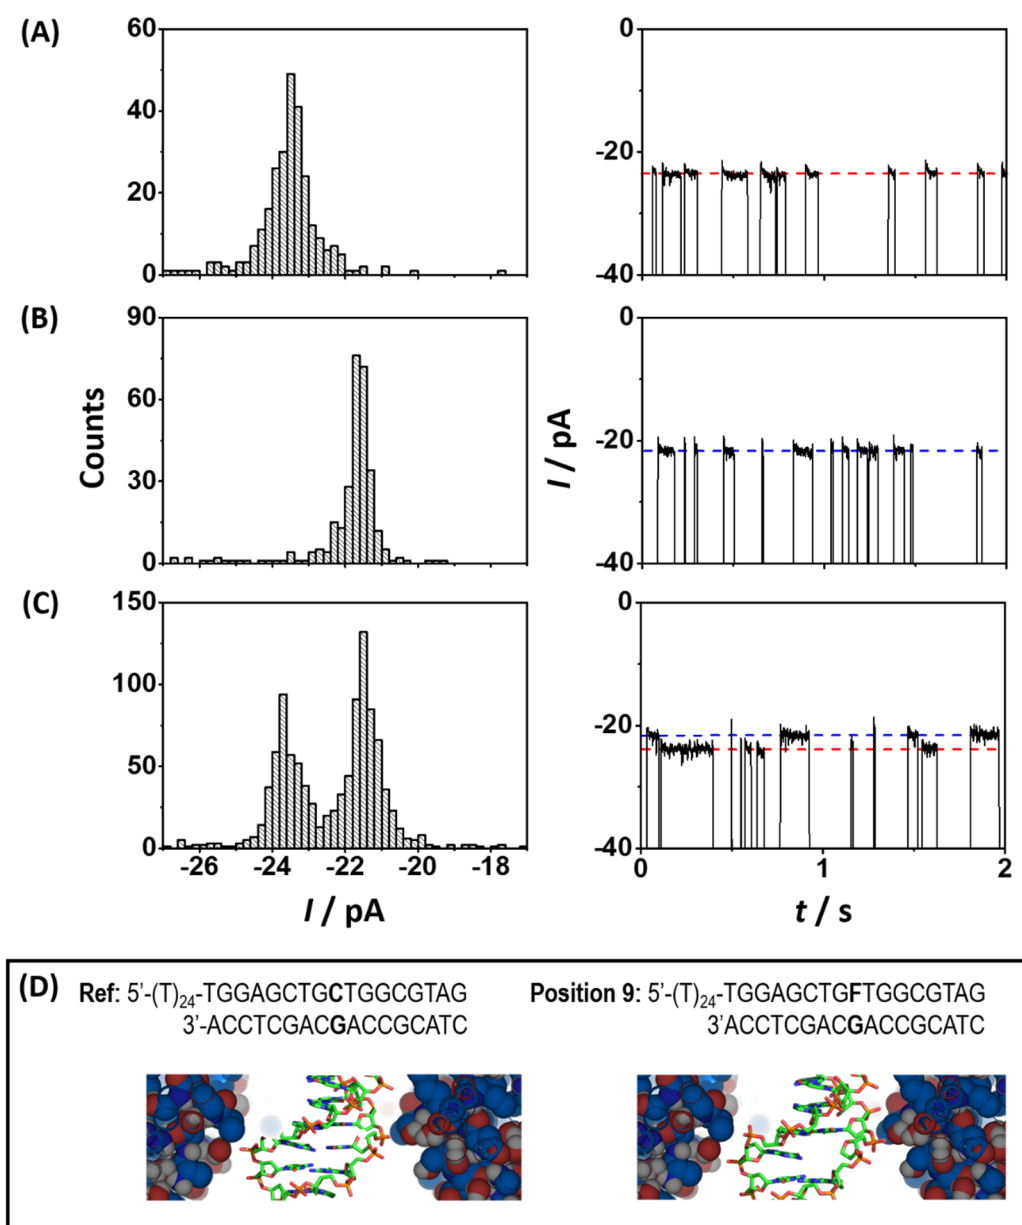 (A)
60
40
20
0
0
-20
-40
(B)
90
60
30
0
0
-20
-40
Counts
I / pA
(C)
150
100
50
0
-26 -24 -22 -20 -18
I / pA
0
-20
-40
0 1 2
t / s
(D)
Ref: 5'-(T)24-TGGAGCTGCTGGCGTAG
3'-ACCTCGACGACCGCATC
Position 9: 5'-(T)24-TGGAGCTGFTGGCGTAG
3'ACCTCGACGACCGCATC